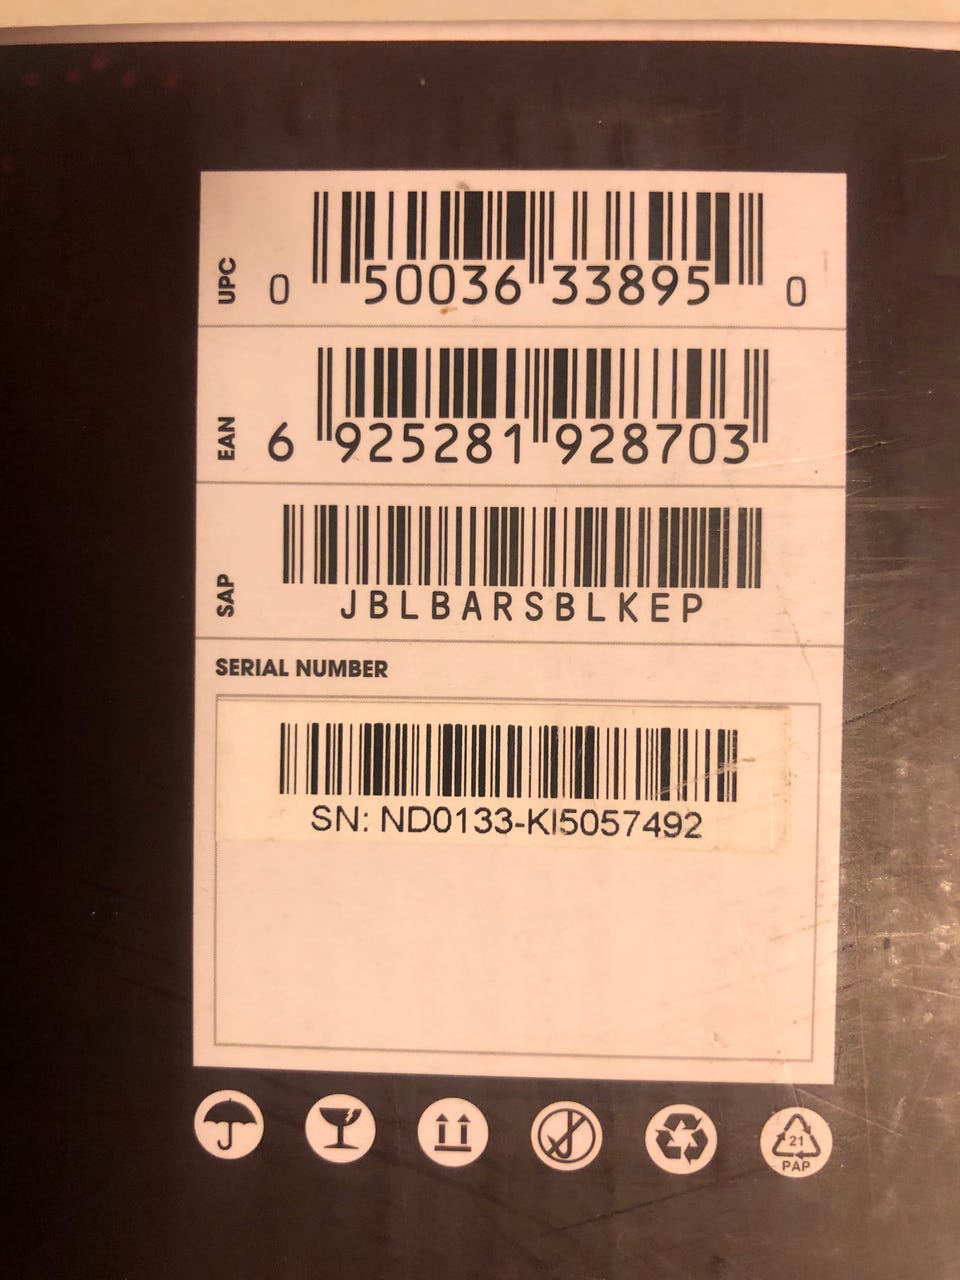 UPC
0 50036 33895 0
EAN
6 925281 928703
SAP
JBLBARSBLKEP
SERIAL NUMBER
SN: ND0133-KI5057492
21
PAP